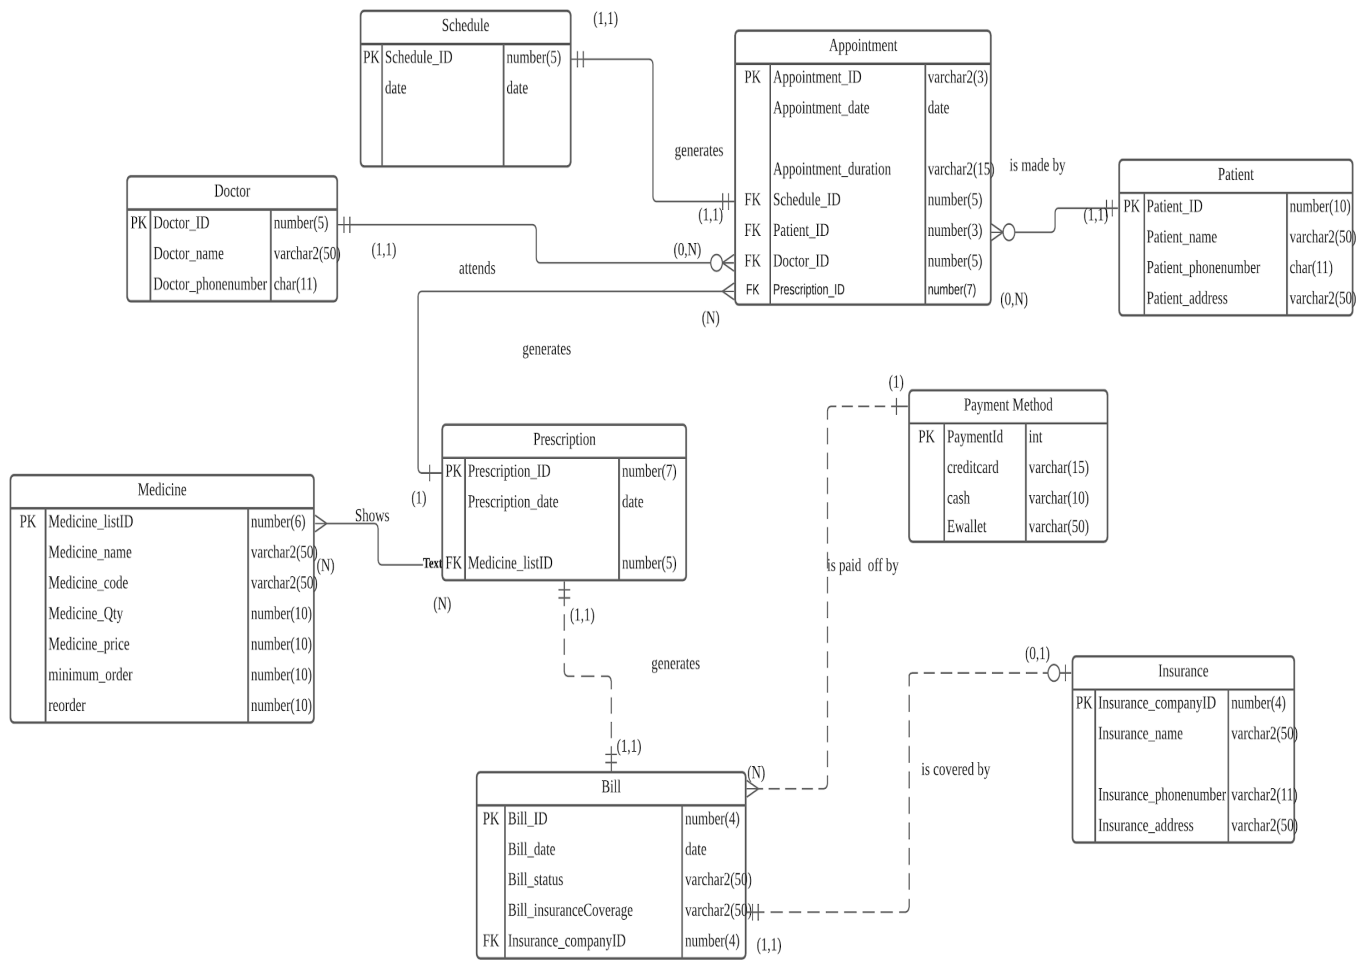 Schedule
PK Schedule_ID number(5)
date date
(1,1)
generates
(1,1)
Appointment
PK Appointment_ID varchar2(3)
Appointment_date date
Appointment_duration varchar2(15)
FK Schedule_ID number(5)
FK Patient_ID number(3)
FK Doctor_ID number(5)
FK Prescription_ID number(7)
is made by
(1,1)
(0,N)
Patient
PK Patient_ID number(10)
Patient_name varchar2(50)
Patient_phonenumber char(11)
Patient_address varchar2(50)
Doctor
PK Doctor_ID number(5)
Doctor_name varchar2(50)
Doctor_phonenumber char(11)
(1,1)
attends
(0,N)
(N)
generates
(1)
Prescription
PK Prescription_ID number(7)
Prescription_date date
Text FK Medicine_listID number(5)
(N)
Shows
(N)
Medicine
PK Medicine_listID number(6)
Medicine_name varchar2(50)
Medicine_code varchar2(50)
Medicine_Qty number(10)
Medicine_price number(10)
minimum_order number(10)
reorder number(10)
(1)
Payment Method
PK PaymentId int
creditcard varchar(15)
cash varchar(10)
Ewallet varchar(50)
is paid off by
(1,1)
generates
(1,1)
(N)
Bill
PK Bill_ID number(4)
Bill_date date
Bill_status varchar2(50)
Bill_insuranceCoverage varchar2(50)
FK Insurance_companyID number(4)
(1,1)
is covered by
(0,1)
Insurance
PK Insurance_companyID number(4)
Insurance_name varchar2(50)
Insurance_phonenumber varchar2(11)
Insurance_address varchar2(50)